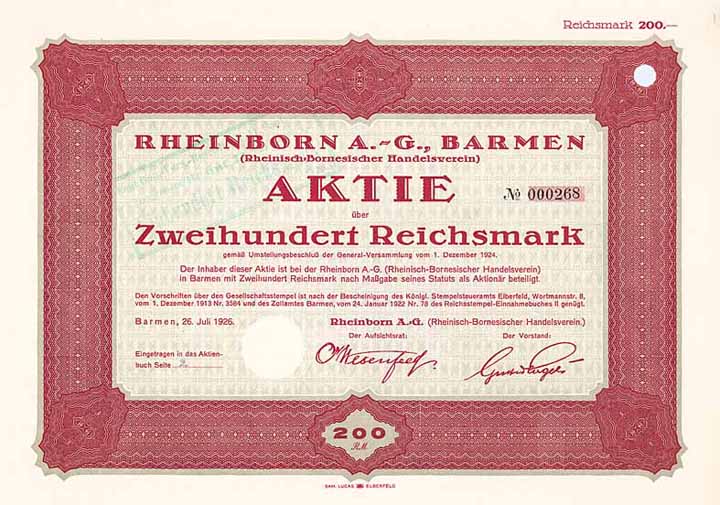 Reichsmark 200.—
RHEINBORN A.-G., BARMEN
(Rheinisch-Bornesischer Handelsverein)
AKTIE
№ 000268
über
Zweihundert Reichsmark
gemäß Umstellungsbeschluß der General-Versammlung vom 1. Dezember 1924.
Der Inhaber dieser Aktie ist bei der Rheinborn A.-G. (Rheinisch-Bornesischer Handelsverein)
in Barmen mit Zweihundert Reichsmark nach Maßgabe seines Statuts als Aktionär beteiligt.
Den Vorschriften über den Gesellschaftsstempel ist nach der Bescheinigung des Königl. Stempelsteueramts Elberfeld, Wortmannstr. 8,
vom 1. Dezember 1913 Nr. 3584 und des Zollamtes Barmen, vom 24. Januar 1922 Nr. 78 des Reichsstempel-Einnahmebuches II genügt.
Barmen, 26. Juli 1926.
Rheinborn A.-G. (Rheinisch-Bornesischer Handelsverein.)
Der Aufsichtsrat:
Der Vorstand:
Eingetragen in das Aktien-
buch Seite 2
200
RM.
SAM. LUCAS ELBERFELD